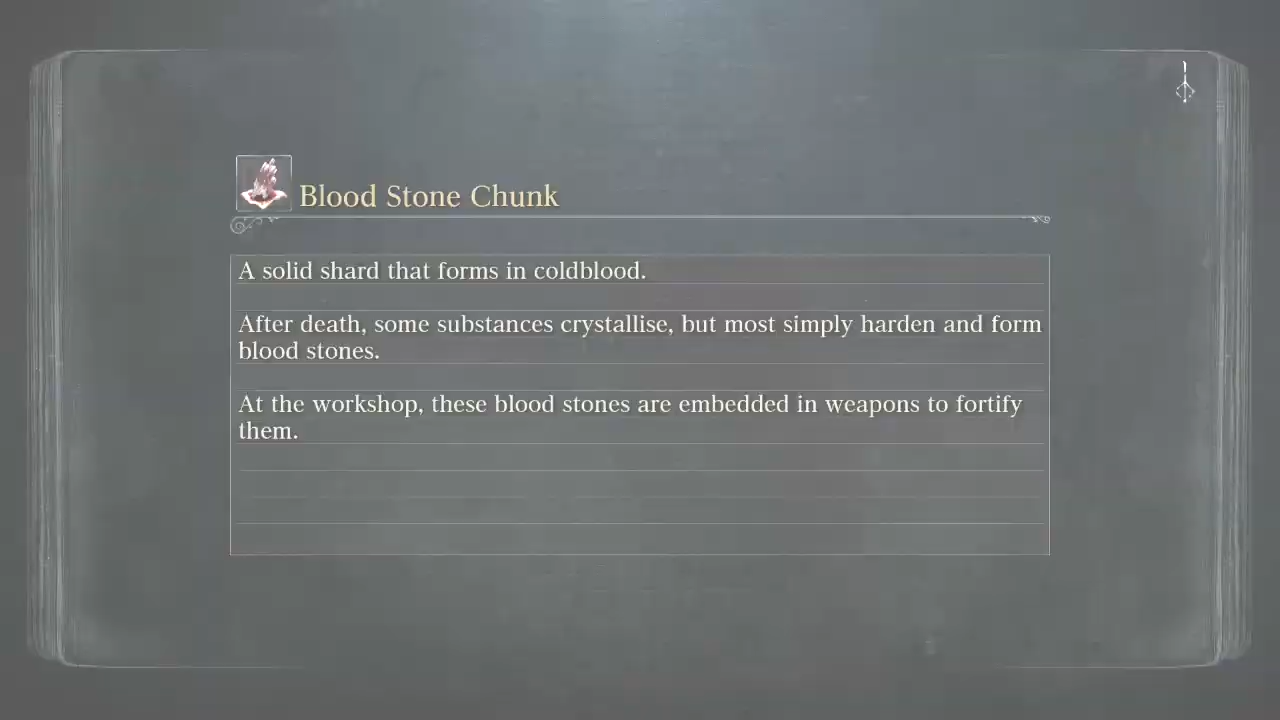 Blood Stone Chunk
A solid shard that forms in coldblood.
After death, some substances crystallise, but most simply harden and form
blood stones.
At the workshop, these blood stones are embedded in weapons to fortify
them.